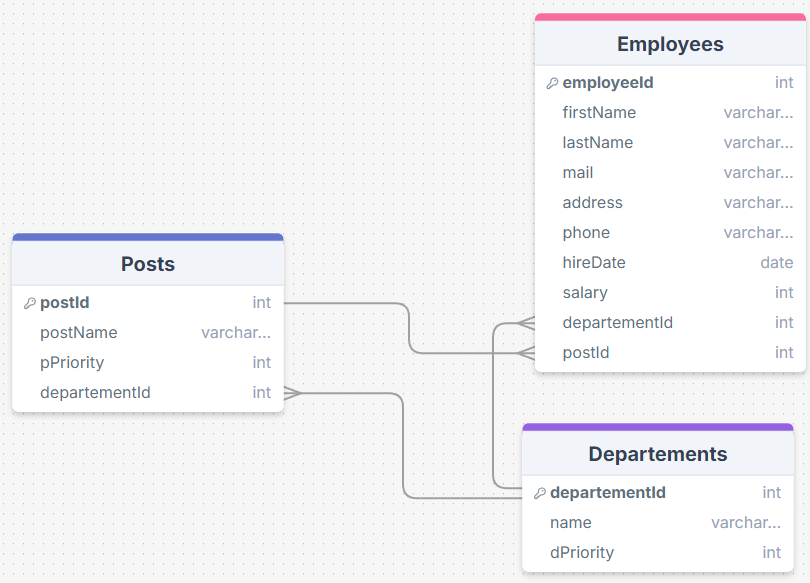 Employees
employeeId int
firstName varchar...
lastName varchar...
mail varchar...
address varchar...
phone varchar...
hireDate date
salary int
departementId int
postId int
Posts
postId int
postName varchar...
pPriority int
departementId int
Departements
departementId int
name varchar...
dPriority int